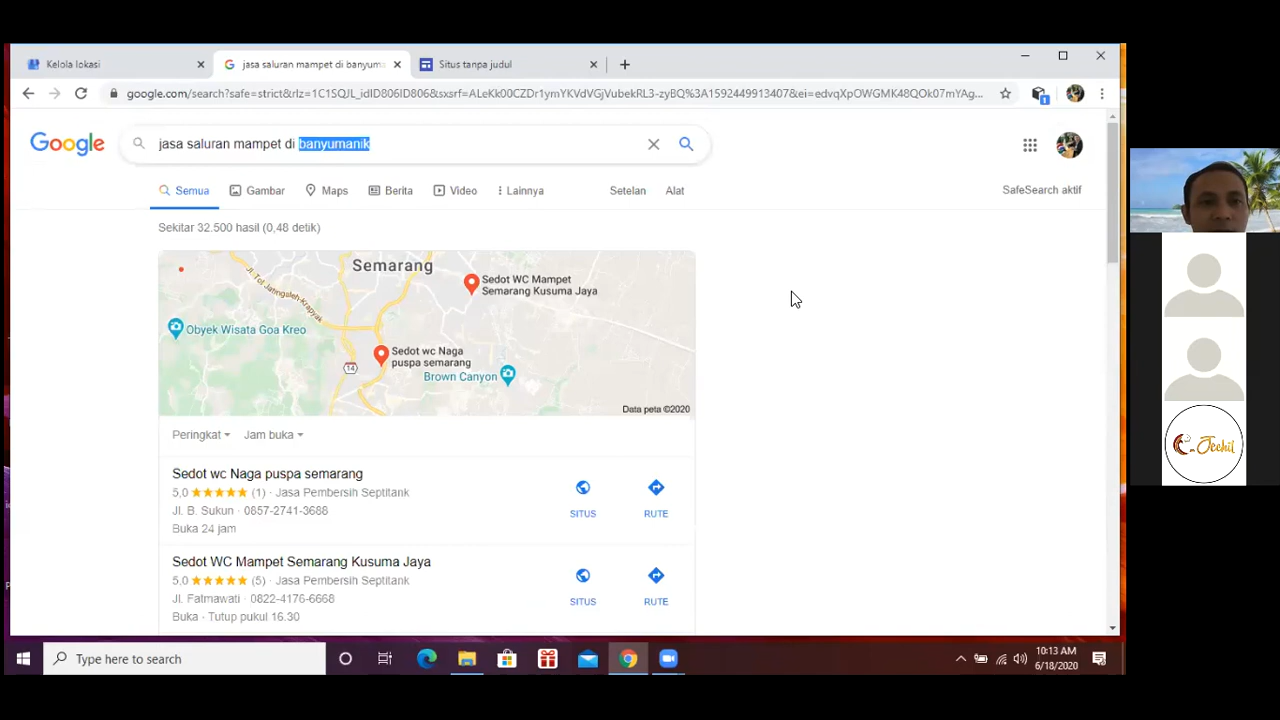 Kelola lokasi
jasa saluran mampet di banyum
Situs tanpa judul
google.com/search?safe=strict&rlz=1C1SQJL_idID806ID806&sxsrf=ALeKk00CZDr1ymYKVdVGjVubekRL3-zyBQ%3A1592449913407&ei=edvqXpOWGMK48QOk07mYAg...
Google
jasa saluran mampet di banyumanik
Semua
Gambar
Maps
Berita
Video
Lainnya
Setelan
Alat
SafeSearch aktif
Sekitar 32.500 hasil (0,48 detik)
Semarang
Sedot WC Mampet
Semarang Kusuma Jaya
Jl. Tol Jatingaleh-Krapyak
Obyek Wisata Goa Kreo
Sedot wc Naga
puspa semarang
14
Brown Canyon
Data peta ©2020
Peringkat
Jam buka
Sedot wc Naga puspa semarang
5,0 (1) · Jasa Pembersih Septitank
Jl. B. Sukun · 0857-2741-3688
Buka 24 jam
SITUS
RUTE
Sedot WC Mampet Semarang Kusuma Jaya
5,0 (5) · Jasa Pembersih Septitank
Jl. Fatmawati · 0822-4176-6668
Buka · Tutup pukul 16.30
SITUS
RUTE
Jechil
Type here to search
10:13 AM
6/18/2020